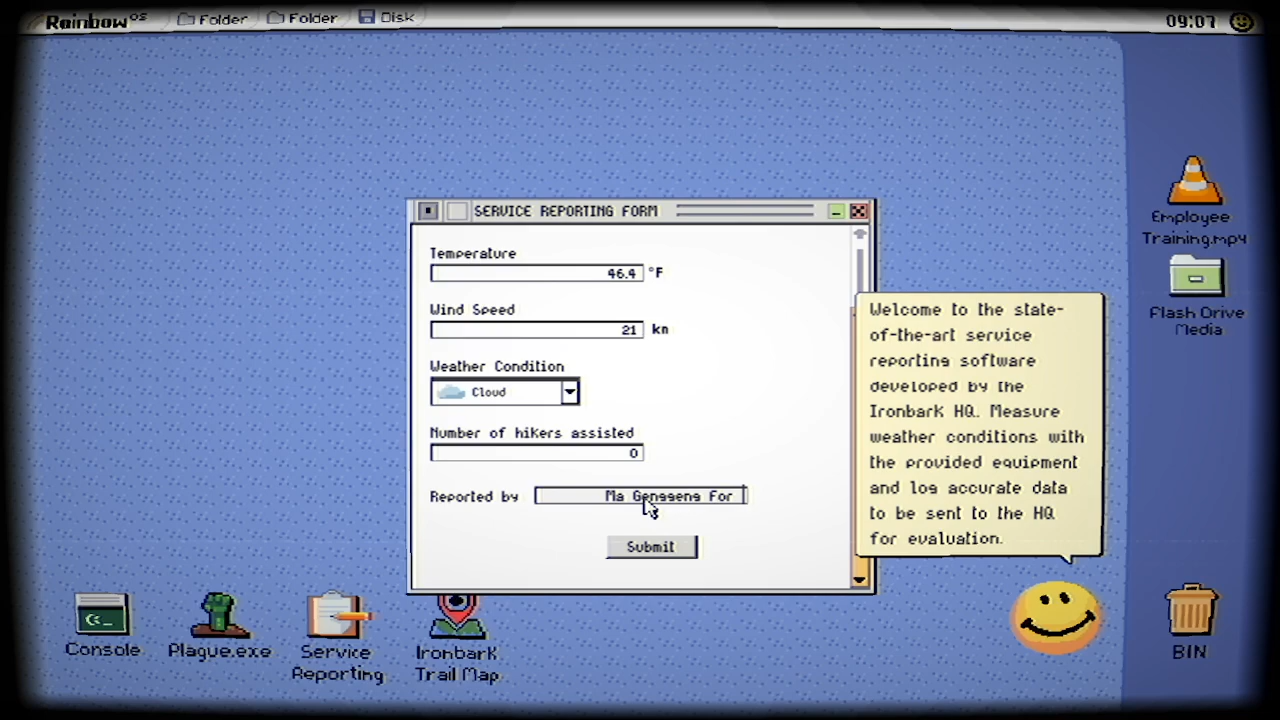 Rainbow OS
Folder
Folder
Disk
09:07
SERVICE REPORTING FORM
Temperature
46.4 °F
Wind Speed
21 kn
Weather Condition
Cloud
Number of hikers assisted
0
Reported by
Ma Genssens For
Submit
Welcome to the state-
of-the-art service
reporting software
developed by the
Ironbark HQ. Measure
weather conditions with
the provided equipment
and log accurate data
to be sent to the HQ
for evaluation.
Employee
Training.mp4
Flash Drive
Media
Console
Plague.exe
Service
Reporting
Ironbark
Trail Map
BIN